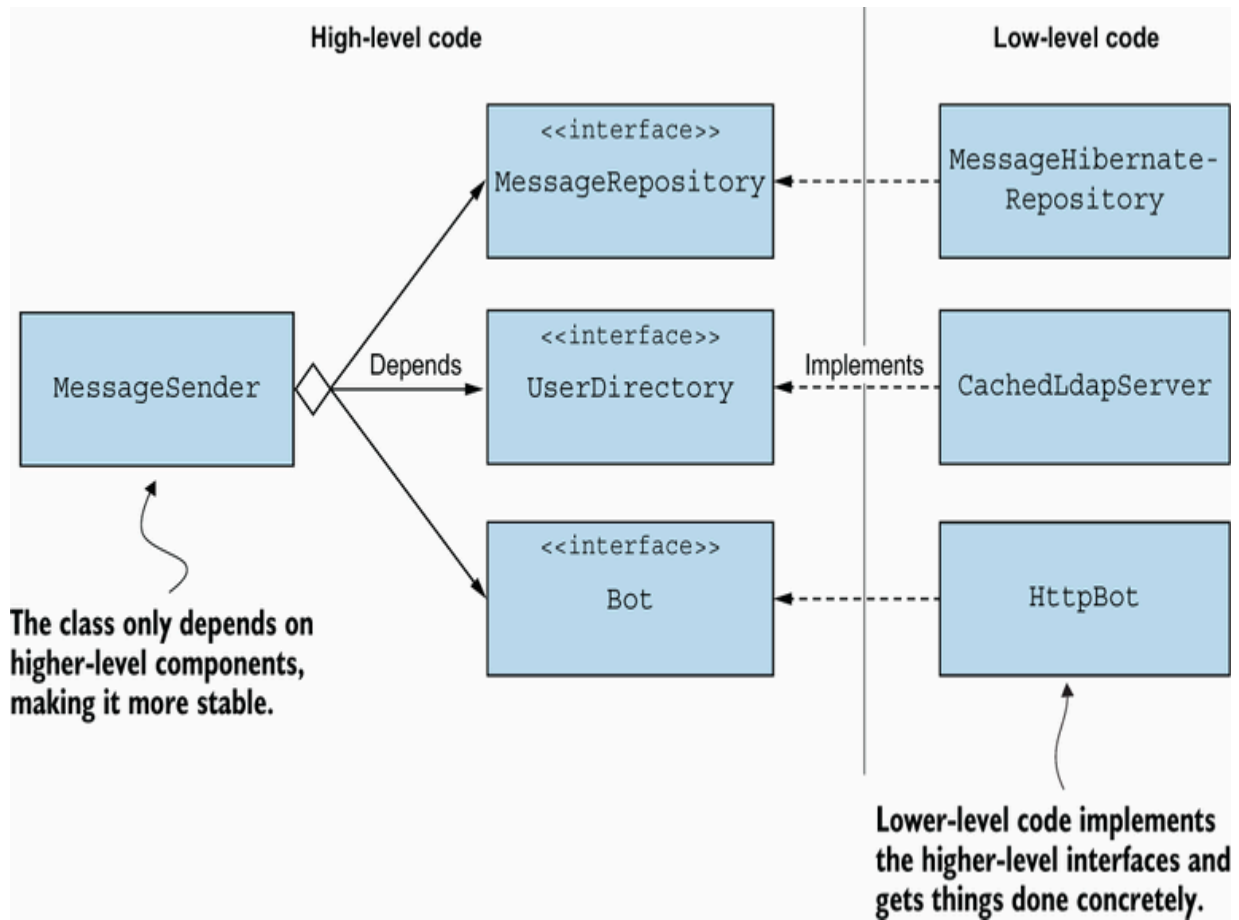 High-level code
Low-level code
<<interface>>
MessageRepository
MessageHibernate-
Repository
MessageSender
Depends
<<interface>>
UserDirectory
Implements
CachedLdapServer
<<interface>>
Bot
HttpBot
The class only depends on
higher-level components,
making it more stable.
Lower-level code implements
the higher-level interfaces and
gets things done concretely.